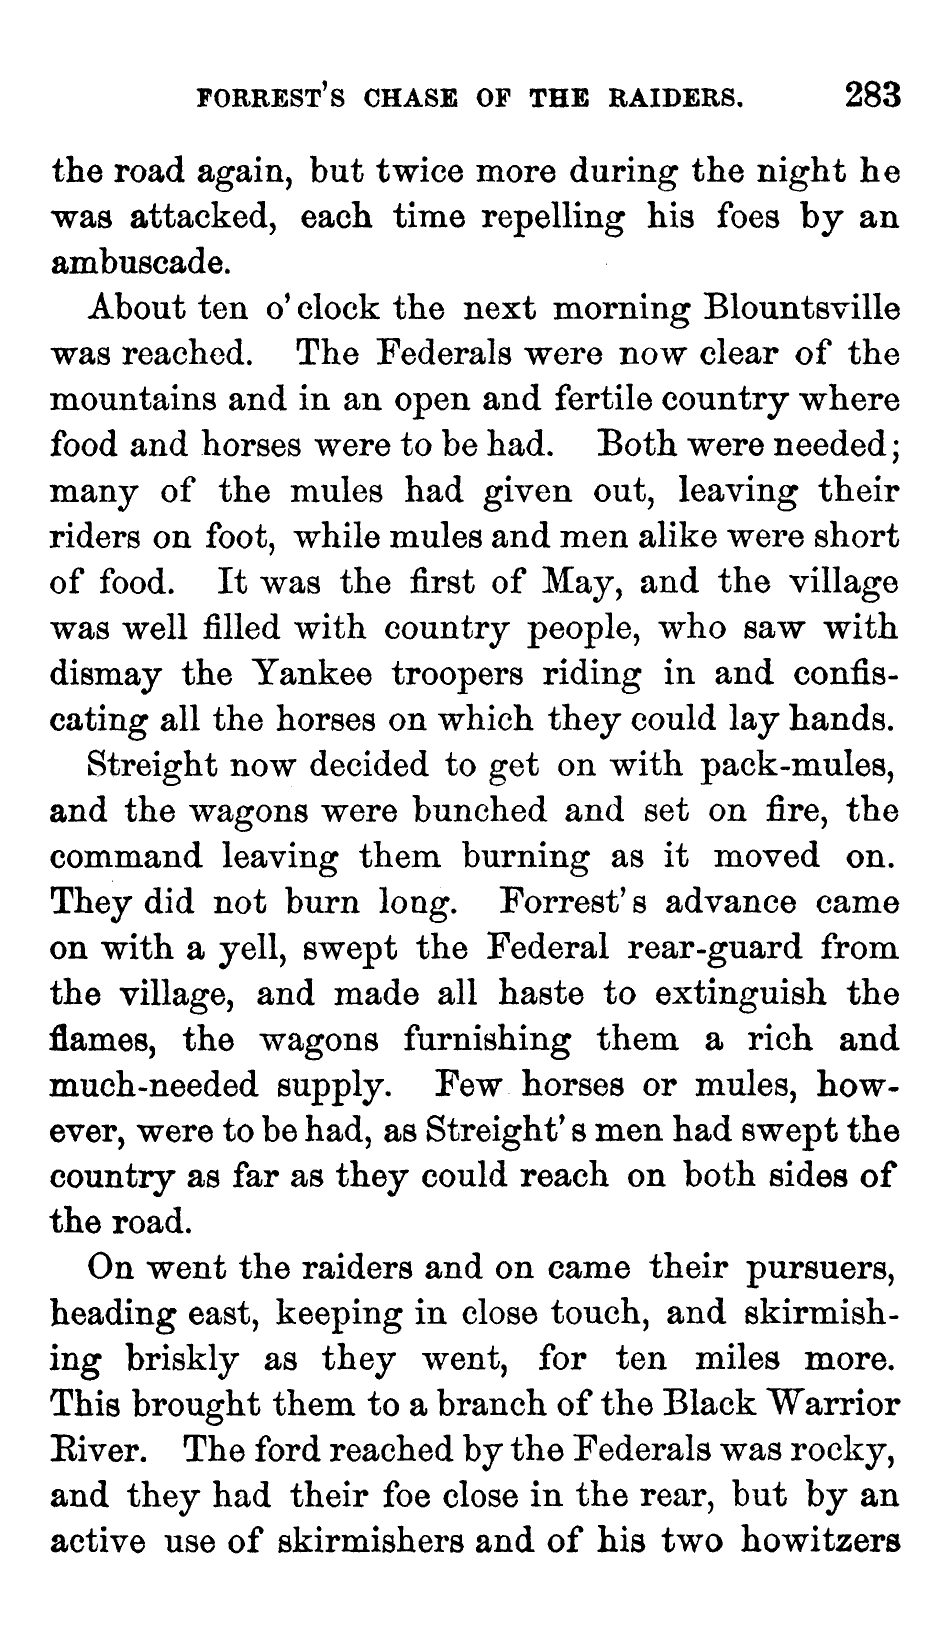 FORREST'S CHASE OF THE RAIDERS. 283
the road again, but twice more during the night he
was attacked, each time repelling his foes by an
ambuscade.
About ten o'clock the next morning Blountsville
was reached. The Federals were now clear of the
mountains and in an open and fertile country where
food and horses were to be had. Both were needed;
many of the mules had given out, leaving their
riders on foot, while mules and men alike were short
of food. It was the first of May, and the village
was well filled with country people, who saw with
dismay the Yankee troopers riding in and confis-
cating all the horses on which they could lay hands.
Streight now decided to get on with pack-mules,
and the wagons were bunched and set on fire, the
command leaving them burning as it moved on.
They did not burn long. Forrest's advance came
on with a yell, swept the Federal rear-guard from
the village, and made all haste to extinguish the
flames, the wagons furnishing them a rich and
much-needed supply. Few horses or mules, how-
ever, were to be had, as Streight's men had swept the
country as far as they could reach on both sides of
the road.
On went the raiders and on came their pursuers,
heading east, keeping in close touch, and skirmish-
ing briskly as they went, for ten miles more.
This brought them to a branch of the Black Warrior
River. The ford reached by the Federals was rocky,
and they had their foe close in the rear, but by an
active use of skirmishers and of his two howitzers